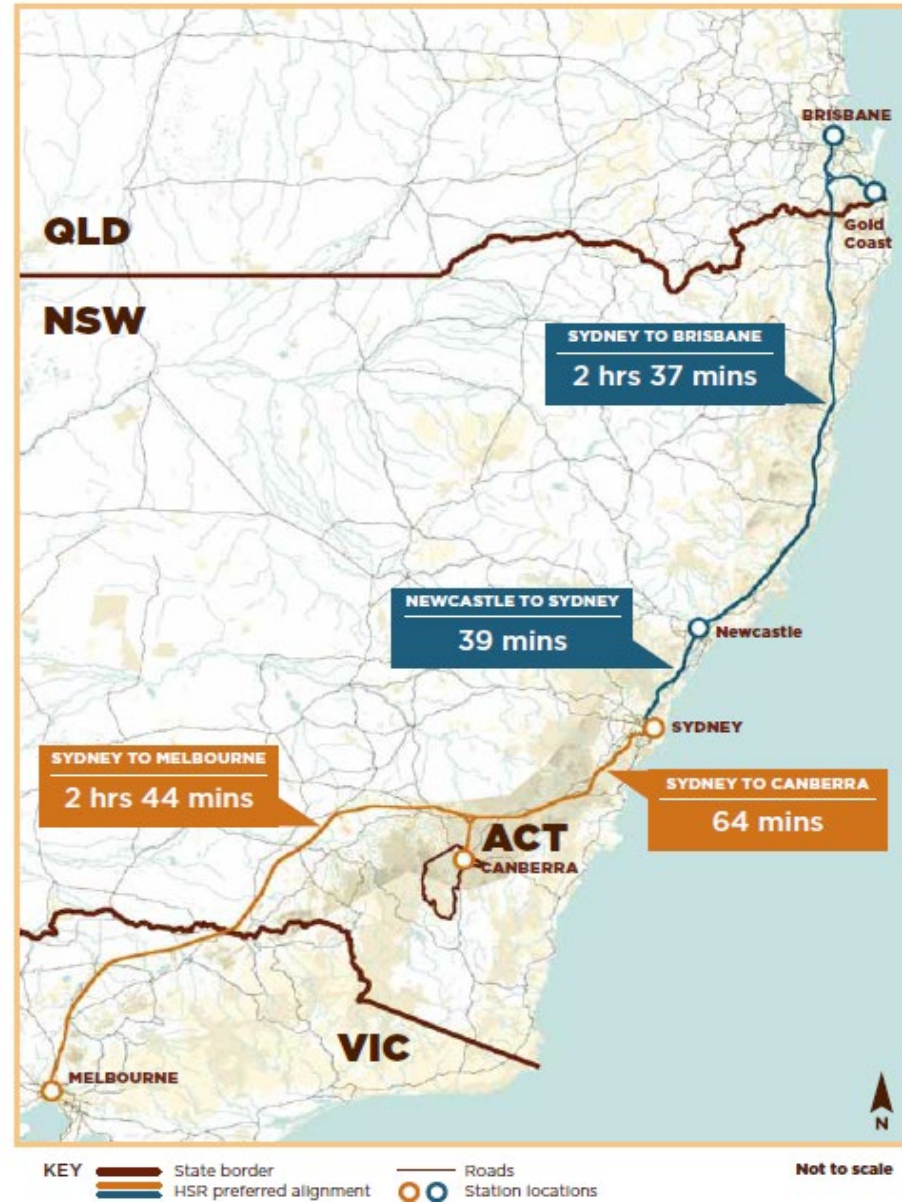 BRISBANE
QLD
Gold
Coast
NSW
SYDNEY TO BRISBANE
2 hrs 37 mins
NEWCASTLE TO SYDNEY
39 mins
Newcastle
SYDNEY
SYDNEY TO MELBOURNE
2 hrs 44 mins
SYDNEY TO CANBERRA
64 mins
ACT
CANBERRA
VIC
MELBOURNE
N
KEY State border Roads Not to scale
HSR preferred alignment Station locations